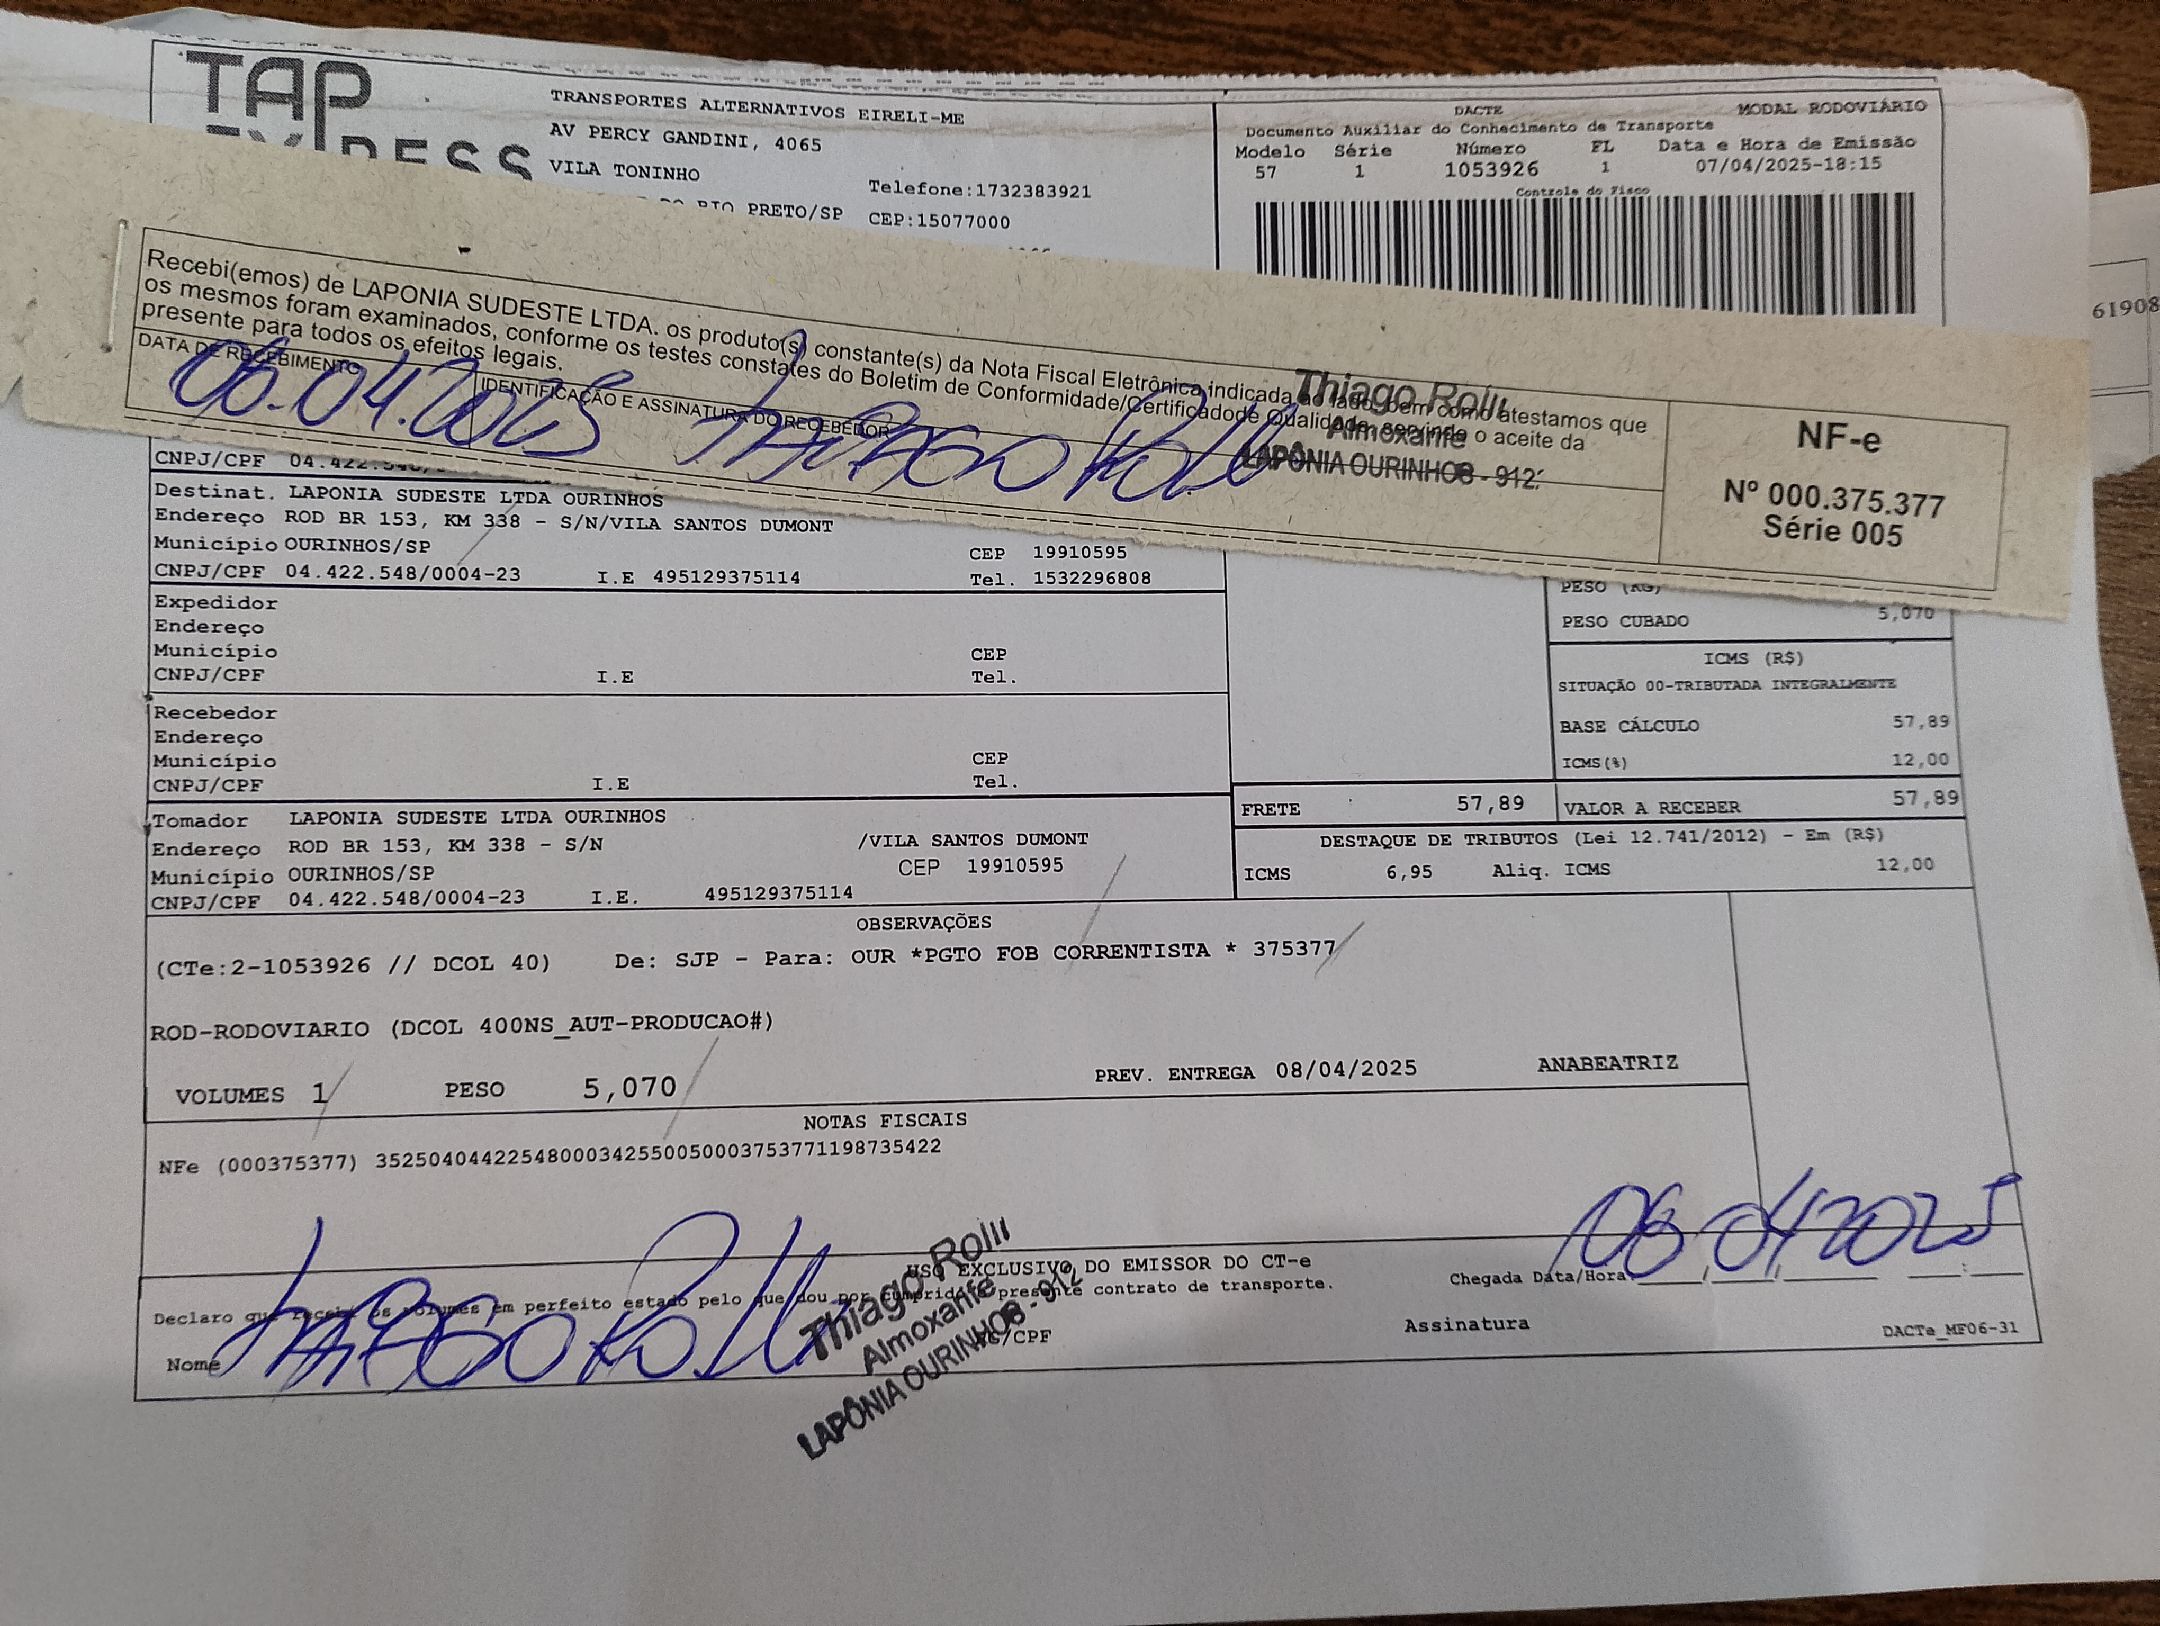 TAP
TRANSPORTES ALTERNATIVOS EIRELI-ME
AV PERCY GANDINI, 4065
VILA TONINHO
Telefone:1732383921
RIO PRETO/SP CEP:15077000
DACTE MODAL RODOVIÁRIO
Documento Auxiliar do Conhecimento de Transporte
Modelo Série Número FL Data e Hora de Emissão
57 1 1053926 1 07/04/2025-18:15
Controle do Fisco
61908
Recebi(emos) de LAPONIA SUDESTE LTDA. os produto(s) constante(s) da Nota Fiscal Eletrônica indicada ao lado, bem como atestamos que
os mesmos foram examinados, conforme os testes constates do Boletim de Conformidade/Certificadode Qualidade, servindo o aceite da
presente para todos os efeitos legais.
DATA DE RECEBIMENTO
IDENTIFICAÇÃO E ASSINATURA DO RECEBEDOR
06.04.2025 THIAGO Rolli
Thiago Rolli
Almoxarife
LAPÔNIA OURINHOS - 912
NF-e
Nº 000.375.377
Série 005
CNPJ/CPF 04.422.548/
Destinat. LAPONIA SUDESTE LTDA OURINHOS
Endereço ROD BR 153, KM 338 - S/N/VILA SANTOS DUMONT
Município OURINHOS/SP CEP 19910595
CNPJ/CPF 04.422.548/0004-23 I.E 495129375114 Tel. 1532296808
Expedidor
Endereço
Município CEP
CNPJ/CPF I.E Tel.
Recebedor
Endereço
Município CEP
CNPJ/CPF I.E Tel.
PESO (KG)
PESO CUBADO 5,070
ICMS (R$)
SITUAÇÃO 00-TRIBUTADA INTEGRALMENTE
BASE CÁLCULO 57,89
ICMS(%) 12,00
FRETE 57,89 VALOR A RECEBER 57,89
DESTAQUE DE TRIBUTOS (Lei 12.741/2012) - Em (R$)
ICMS 6,95 Aliq. ICMS 12,00
Tomador LAPONIA SUDESTE LTDA OURINHOS
Endereço ROD BR 153, KM 338 - S/N /VILA SANTOS DUMONT
Município OURINHOS/SP CEP 19910595
CNPJ/CPF 04.422.548/0004-23 I.E. 495129375114
OBSERVAÇÕES
(CTe:2-1053926 // DCOL 40) De: SJP - Para: OUR *PGTO FOB CORRENTISTA * 375377
ROD-RODOVIARIO (DCOL 400NS_AUT-PRODUCAO#)
VOLUMES 1 PESO 5,070 PREV. ENTREGA 08/04/2025 ANABEATRIZ
NOTAS FISCAIS
NFe (000375377) 35250404422548000342550050003753771198735422
USO EXCLUSIVO DO EMISSOR DO CT-e
Declaro que recebi os volumes em perfeito estado pelo que dou por cumprido o presente contrato de transporte.
Chegada Data/Hora: 06 04 2025
Nome THIAGO Rolli RG/CPF Assinatura
Thiago Rolli
Almoxarife
LAPÔNIA OURINHOS - 912
DACTe_MF06-31